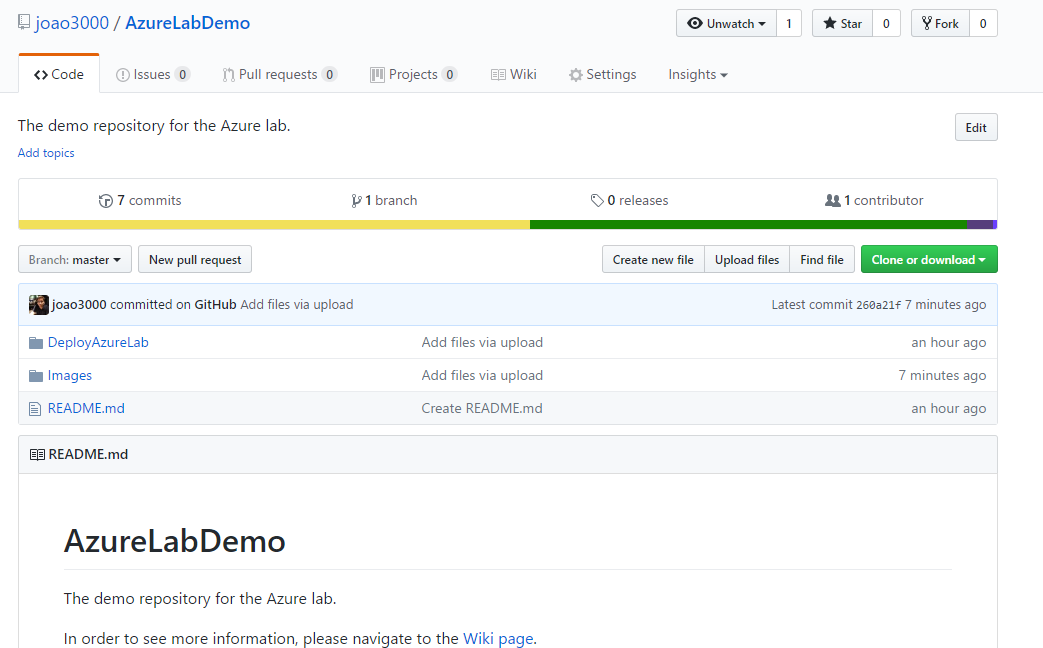 joao3000 / AzureLabDemo Unwatch 1 Star 0 Fork 0
Code Issues 0 Pull requests 0 Projects 0 Wiki Settings Insights
The demo repository for the Azure lab. Edit
Add topics
7 commits 1 branch 0 releases 1 contributor
Branch: master New pull request Create new file Upload files Find file Clone or download
joao3000 committed on GitHub Add files via upload Latest commit 260a21f 7 minutes ago
DeployAzureLab Add files via upload an hour ago
Images Add files via upload 7 minutes ago
README.md Create README.md an hour ago
README.md
AzureLabDemo
The demo repository for the Azure lab.
In order to see more information, please navigate to the Wiki page.